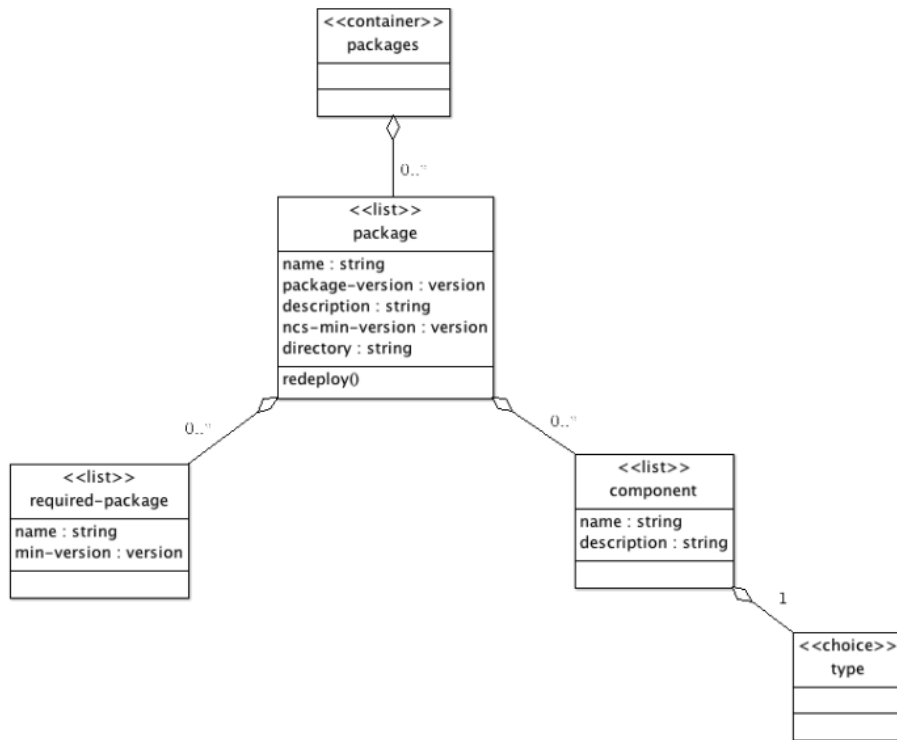 <<container>>
packages
0..*
<<list>>
package
name : string
package-version : version
description : string
ncs-min-version : version
directory : string
redeploy()
0..*
0..*
<<list>>
required-package
name : string
min-version : version
<<list>>
component
name : string
description : string
1
<<choice>>
type